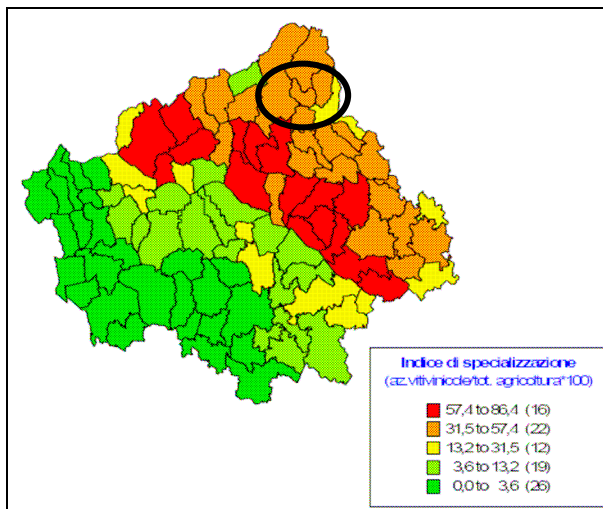 Indice di specializzazione
(az.vitivinicole/tot. agricoltura*100)
57,4 to 86,4 (16)
31,5 to 57,4 (22)
13,2 to 31,5 (12)
3,6 to 13,2 (19)
0,0 to 3,6 (26)